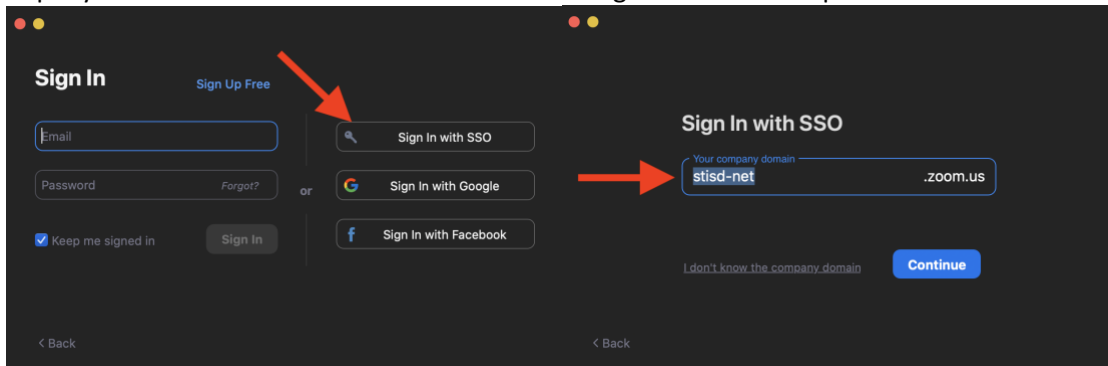 Sign In
Sign Up Free
Email
Password Forgot?
Keep me signed in Sign In
or
Sign In with SSO
G Sign In with Google
f Sign In with Facebook
< Back
Sign In with SSO
Your company domain
stisd-net .zoom.us
I don't know the company domain Continue
< Back